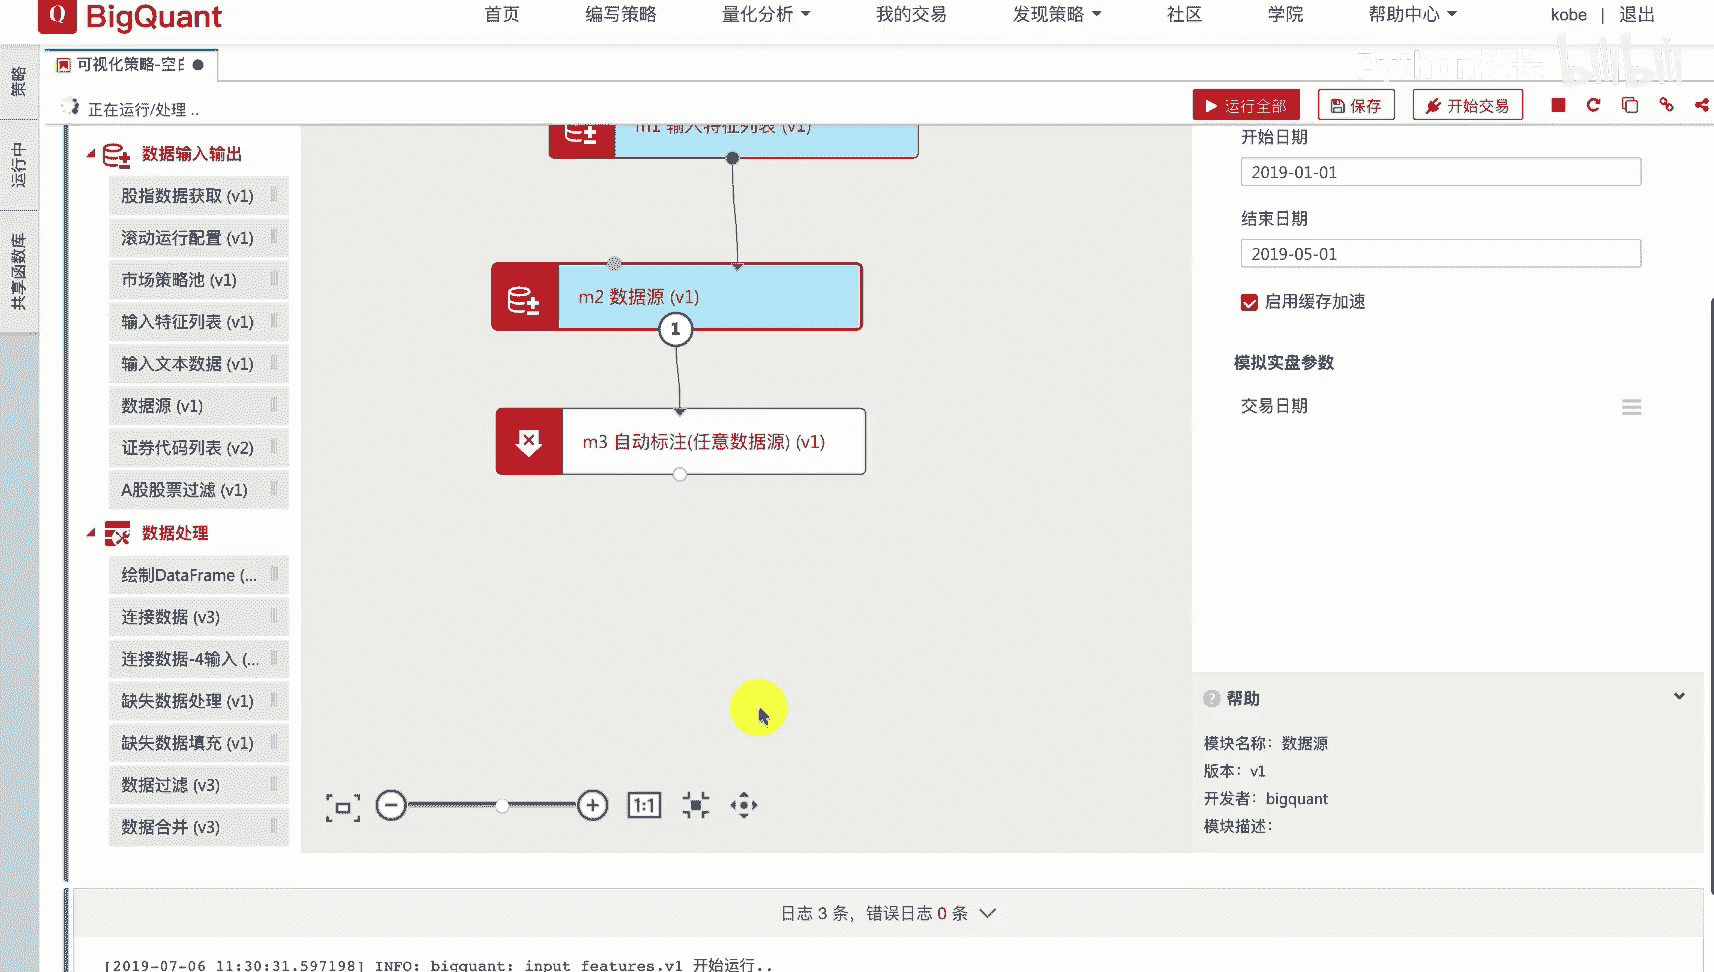 BigQuant
首页
编写策略
量化分析
我的交易
发现策略
社区
学院
帮助中心
kobe | 退出
可视化策略-空白
正在运行/处理 ..
运行全部
保存
开始交易
策略
运行中
共享函数库
数据输入输出
股指数据获取 (v1)
滚动运行配置 (v1)
市场策略池 (v1)
输入特征列表 (v1)
输入文本数据 (v1)
数据源 (v1)
证券代码列表 (v2)
A股股票过滤 (v1)
数据处理
绘制DataFrame (...
连接数据 (v3)
连接数据-4输入 (...
缺失数据处理 (v1)
缺失数据填充 (v1)
数据过滤 (v3)
数据合并 (v3)
m1 输入特征列表 (v1)
m2 数据源 (v1)
1
m3 自动标注(任意数据源) (v1)
1:1
开始日期
2019-01-01
结束日期
2019-05-01
启用缓存加速
模拟实盘参数
交易日期
帮助
模块名称：数据源
版本：v1
开发者：bigquant
模块描述：
日志 3 条，错误日志 0 条
[2019-07-06 11:30:31.597198] INFO: bigquant: input_features.v1 开始运行..
bilibili